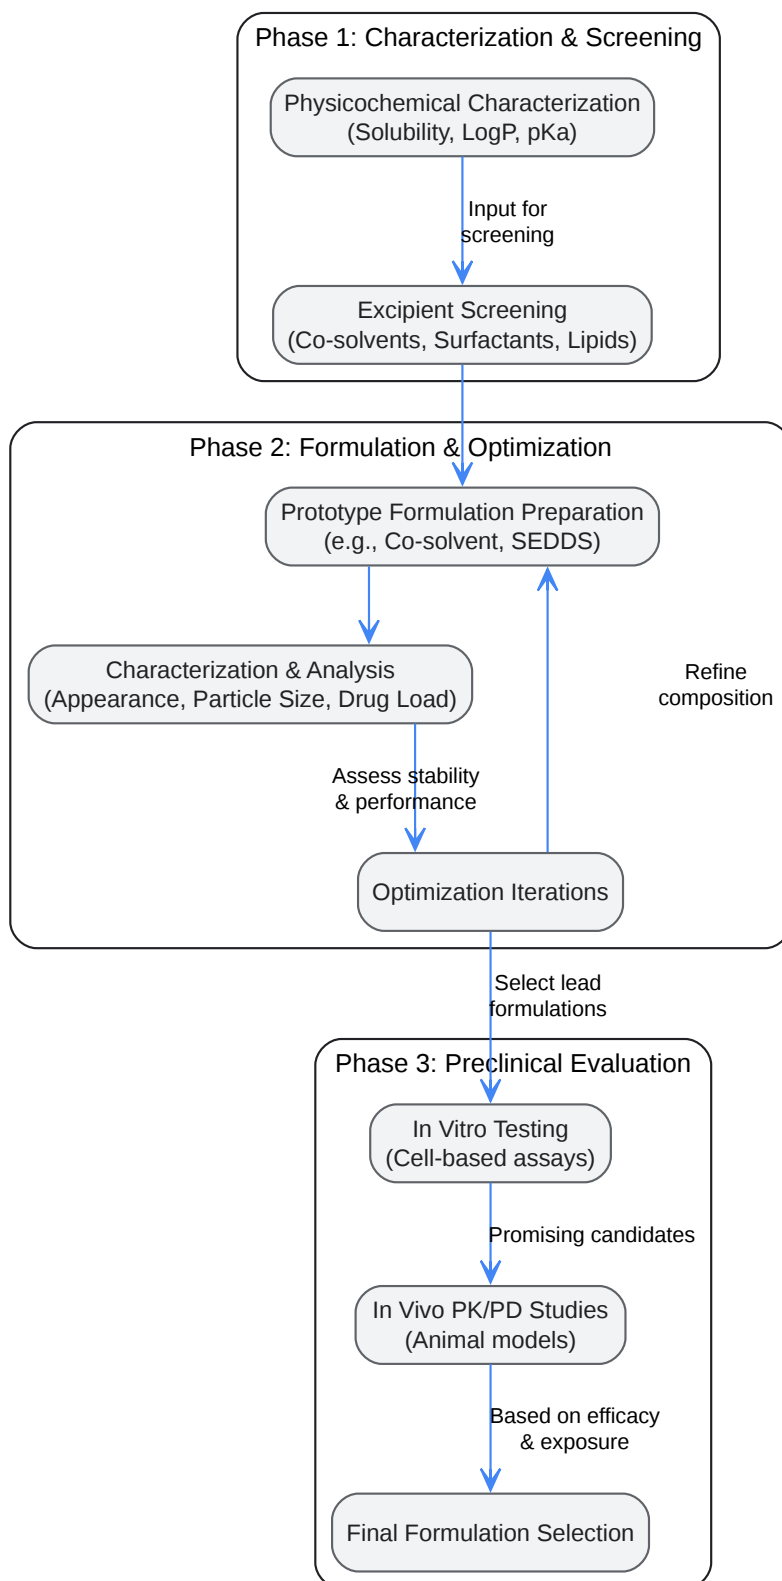 Phase 1: Characterization & Screening
Physicochemical Characterization
(Solubility, LogP, pKa)
Input for
screening
Excipient Screening
(Co-solvents, Surfactants, Lipids)
Phase 2: Formulation & Optimization
Prototype Formulation Preparation
(e.g., Co-solvent, SEDDS)
Characterization & Analysis
(Appearance, Particle Size, Drug Load)
Refine
composition
Assess stability
& performance
Optimization Iterations
Select lead
formulations
Phase 3: Preclinical Evaluation
In Vitro Testing
(Cell-based assays)
Promising candidates
In Vivo PK/PD Studies
(Animal models)
Based on efficacy
& exposure
Final Formulation Selection